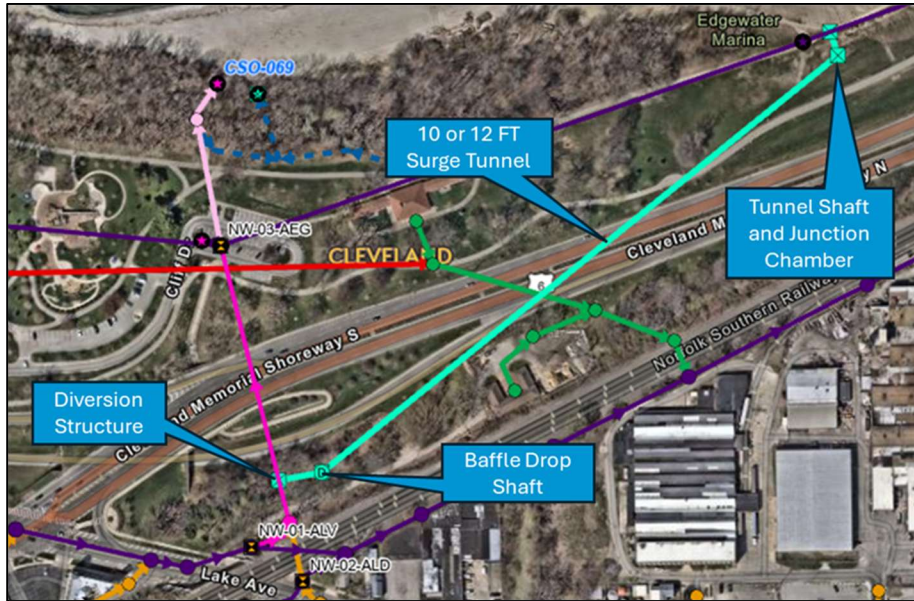 Edgewater
Marina
CSO-069
10 or 12 FT
Surge Tunnel
NW-03-AEG
CLEVELAND
Cliff D
Cleveland M
y N
Tunnel Shaft
and Junction
Chamber
6
Norfolk Southern Railway
Cleveland Memorial Shoreway S
Diversion
Structure
D
Baffle Drop
Shaft
NW-01-ALV
NW-02-ALD
Lake Ave